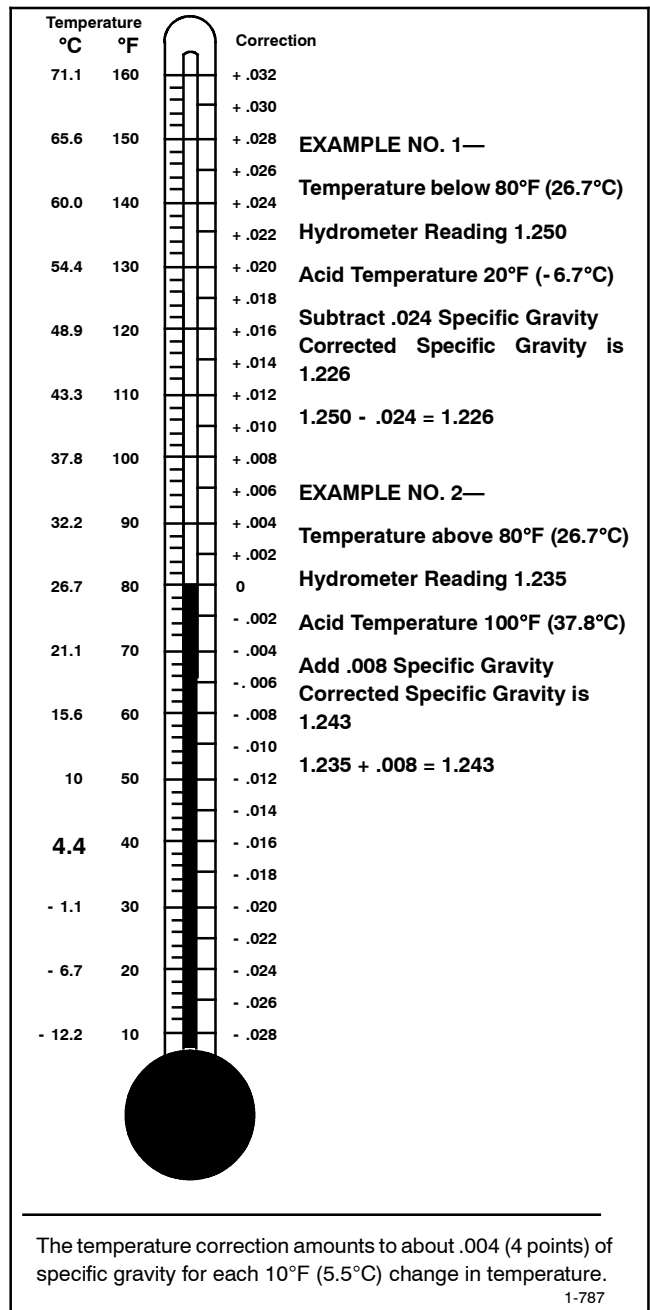 Temperature
°C °F Correction
71.1 160 + .032
+ .030
65.6 150 + .028
+ .026
60.0 140 + .024
+ .022
54.4 130 + .020
+ .018
48.9 120 + .016
+ .014
43.3 110 + .012
+ .010
37.8 100 + .008
+ .006
32.2 90 + .004
+ .002
26.7 80 0
- .002
21.1 70 - .004
-. 006
15.6 60 - .008
- .010
10 50 - .012
- .014
4.4 40 - .016
- .018
- 1.1 30 - .020
- .022
- 6.7 20 - .024
- .026
- 12.2 10 - .028
EXAMPLE NO. 1—
Temperature below 80°F (26.7°C)
Hydrometer Reading 1.250
Acid Temperature 20°F (- 6.7°C)
Subtract .024 Specific Gravity
Corrected Specific Gravity is
1.226
1.250 - .024 = 1.226
EXAMPLE NO. 2—
Temperature above 80°F (26.7°C)
Hydrometer Reading 1.235
Acid Temperature 100°F (37.8°C)
Add .008 Specific Gravity
Corrected Specific Gravity is
1.243
1.235 + .008 = 1.243
The temperature correction amounts to about .004 (4 points) of
specific gravity for each 10°F (5.5°C) change in temperature.
1-787